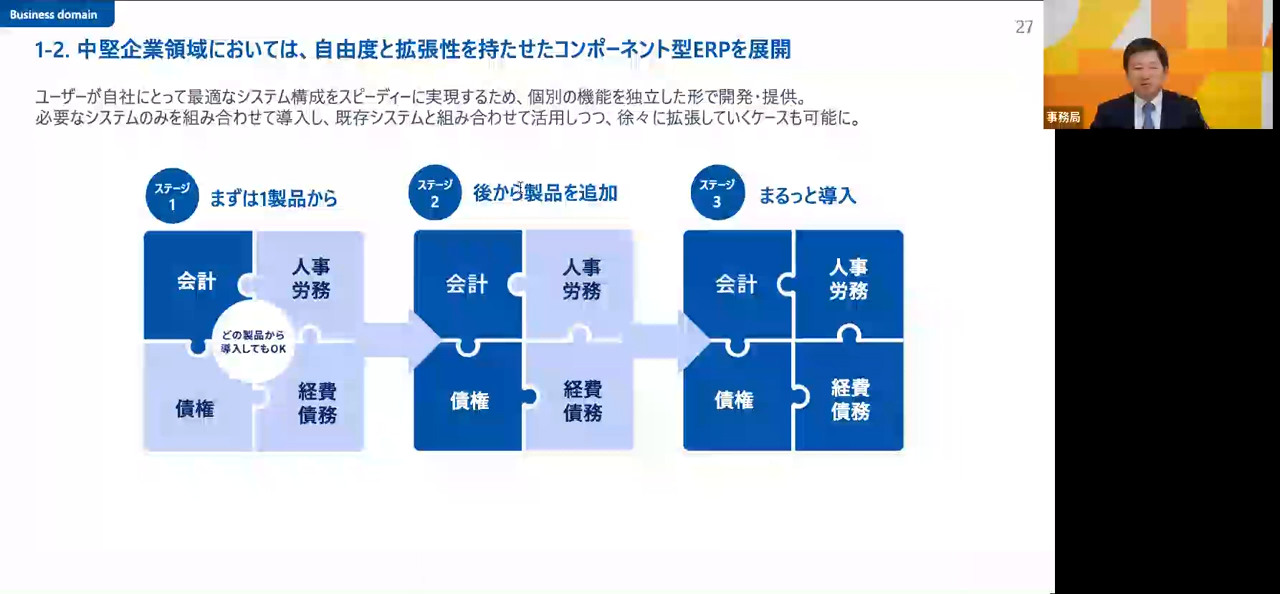 Business domain
27
1-2. 中堅企業領域においては、自由度と拡張性を持たせたコンポーネント型ERPを展開
ユーザーが自社にとって最適なシステム構成をスピーディーに実現するため、個別の機能を独立した形で開発・提供。
必要なシステムのみを組み合わせて導入し、既存システムと組み合わせて活用しつつ、徐々に拡張していくケースも可能に。
事務局
ステージ
1
まずは1製品から
会計
人事
労務
どの製品から
導入してもOK
債権
経費
債務
ステージ
2
後から製品を追加
会計
人事
労務
債権
経費
債務
ステージ
3
まるっと導入
会計
人事
労務
債権
経費
債務